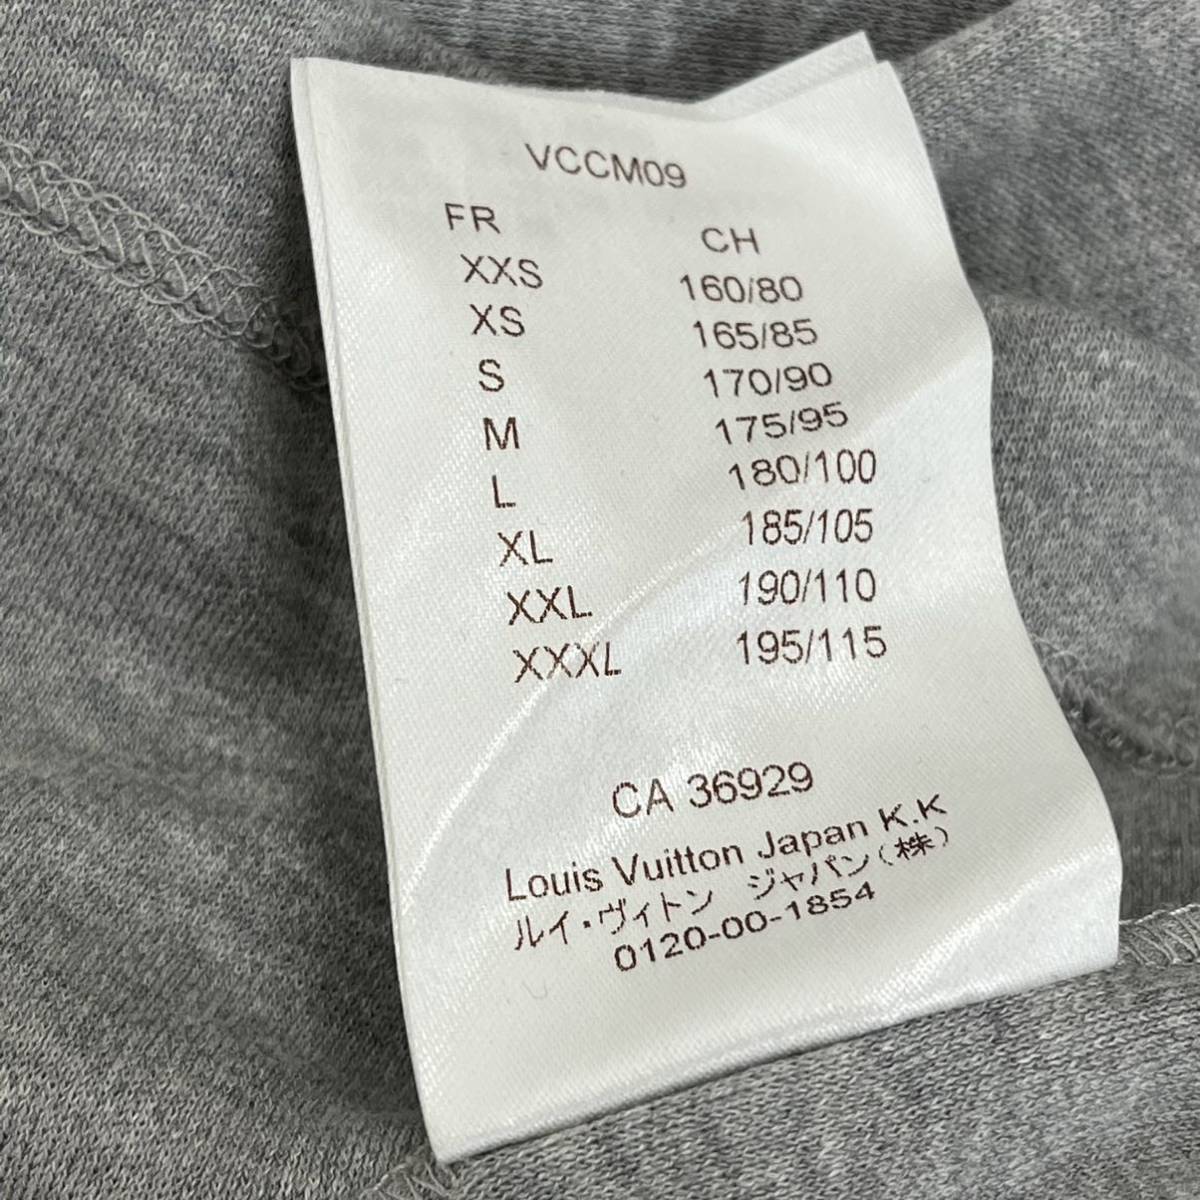 VCCM09
FR CH
XXS 160/80
XS 165/85
S 170/90
M 175/95
L 180/100
XL 185/105
XXL 190/110
XXXL 195/115
CA 36929
Louis Vuitton Japan K.K
ルイ・ヴィトン ジャパン(株)
0120-00-1854